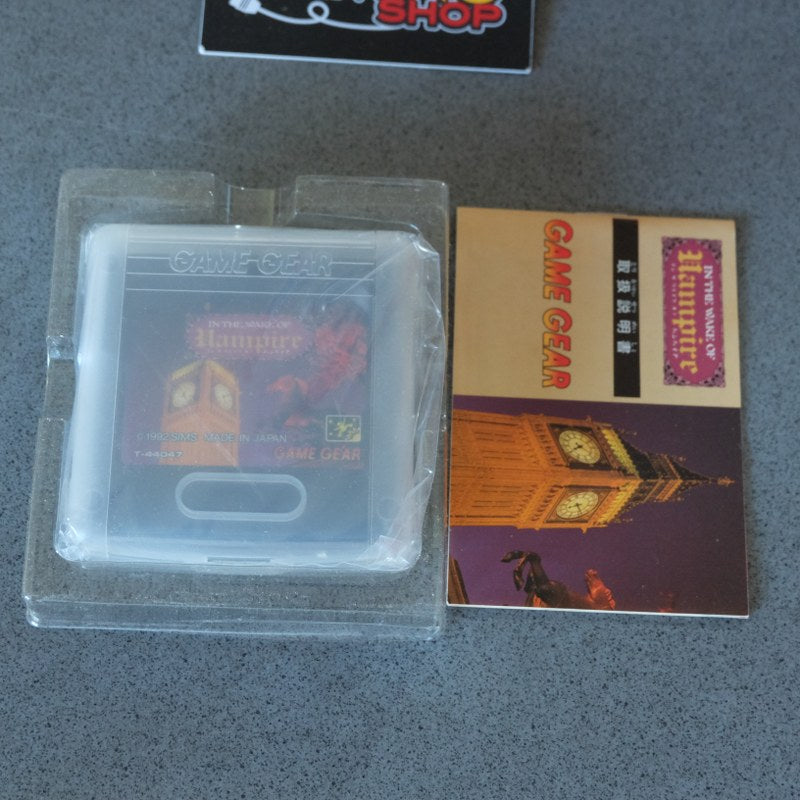 SHOP
GAME GEAR
IN THE WAKE OF
Vampire
© 1992 SIMS. MADE IN JAPAN
T-44047
GAME GEAR
IN THE WAKE OF
Vampire
取扱説明書
GAME GEAR